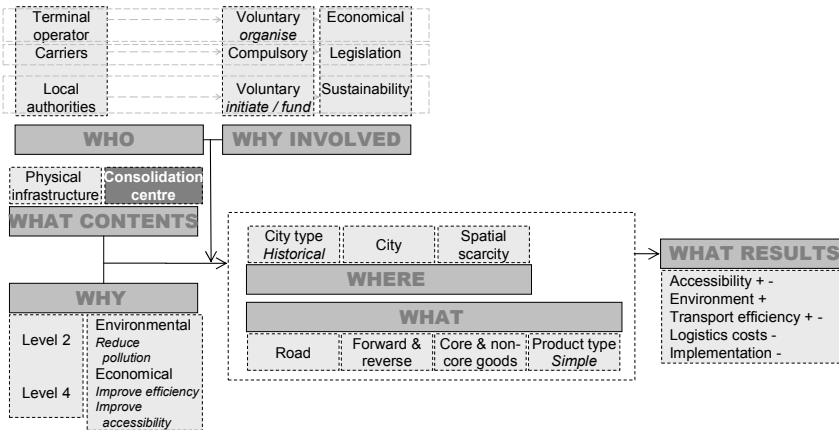 Terminal operator
Voluntary organise
Economical
Carriers
Compulsory
Legislation
Local authorities
Voluntary initiate / fund
Sustainability
WHO
WHY INVOLVED
Physical infrastructure
Consolidation centre
WHAT CONTENTS
City type Historical
City
Spatial scarcity
WHERE
WHAT
Road
Forward & reverse
Core & non-core goods
Product type Simple
WHY
Level 2
Environmental
Reduce pollution
Level 4
Economical
Improve efficiency
Improve accessibility
WHAT RESULTS
Accessibility + -
Environment +
Transport efficiency + -
Logistics costs -
Implementation -